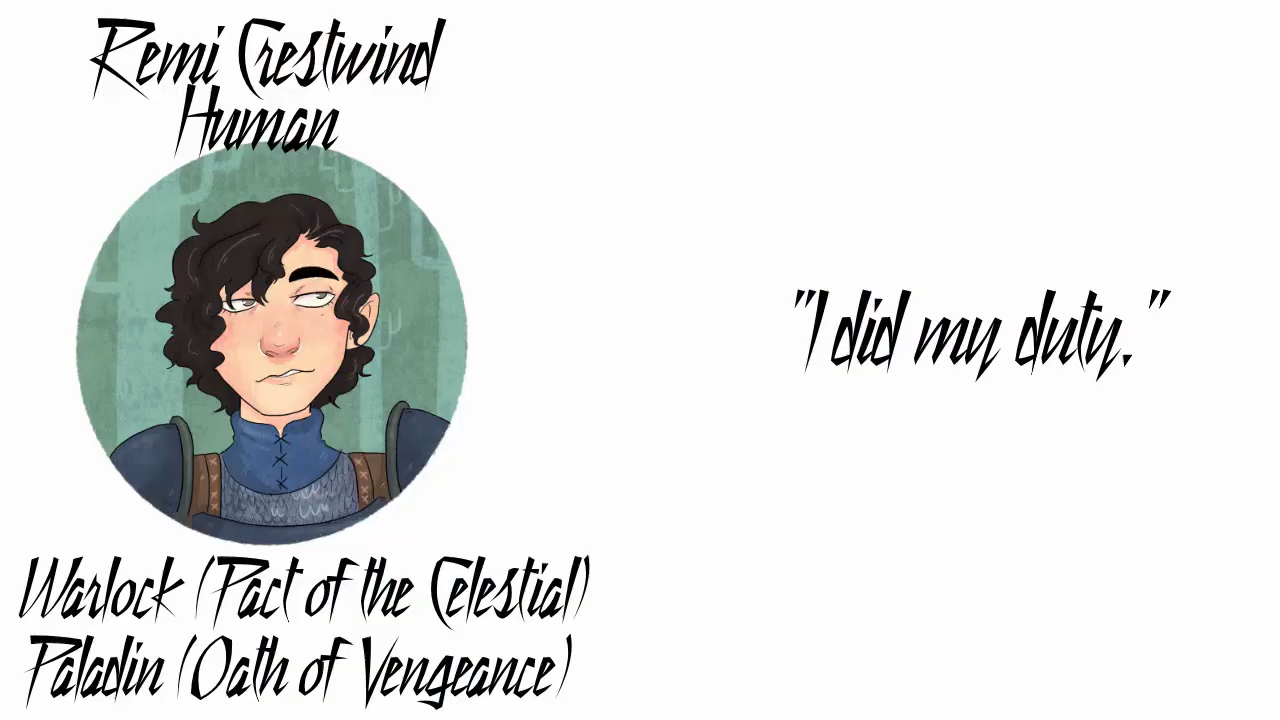 Remi Crestwind
Human
"I did my duty."
Warlock (Pact of the Celestial)
Paladin (Oath of Vengeance)